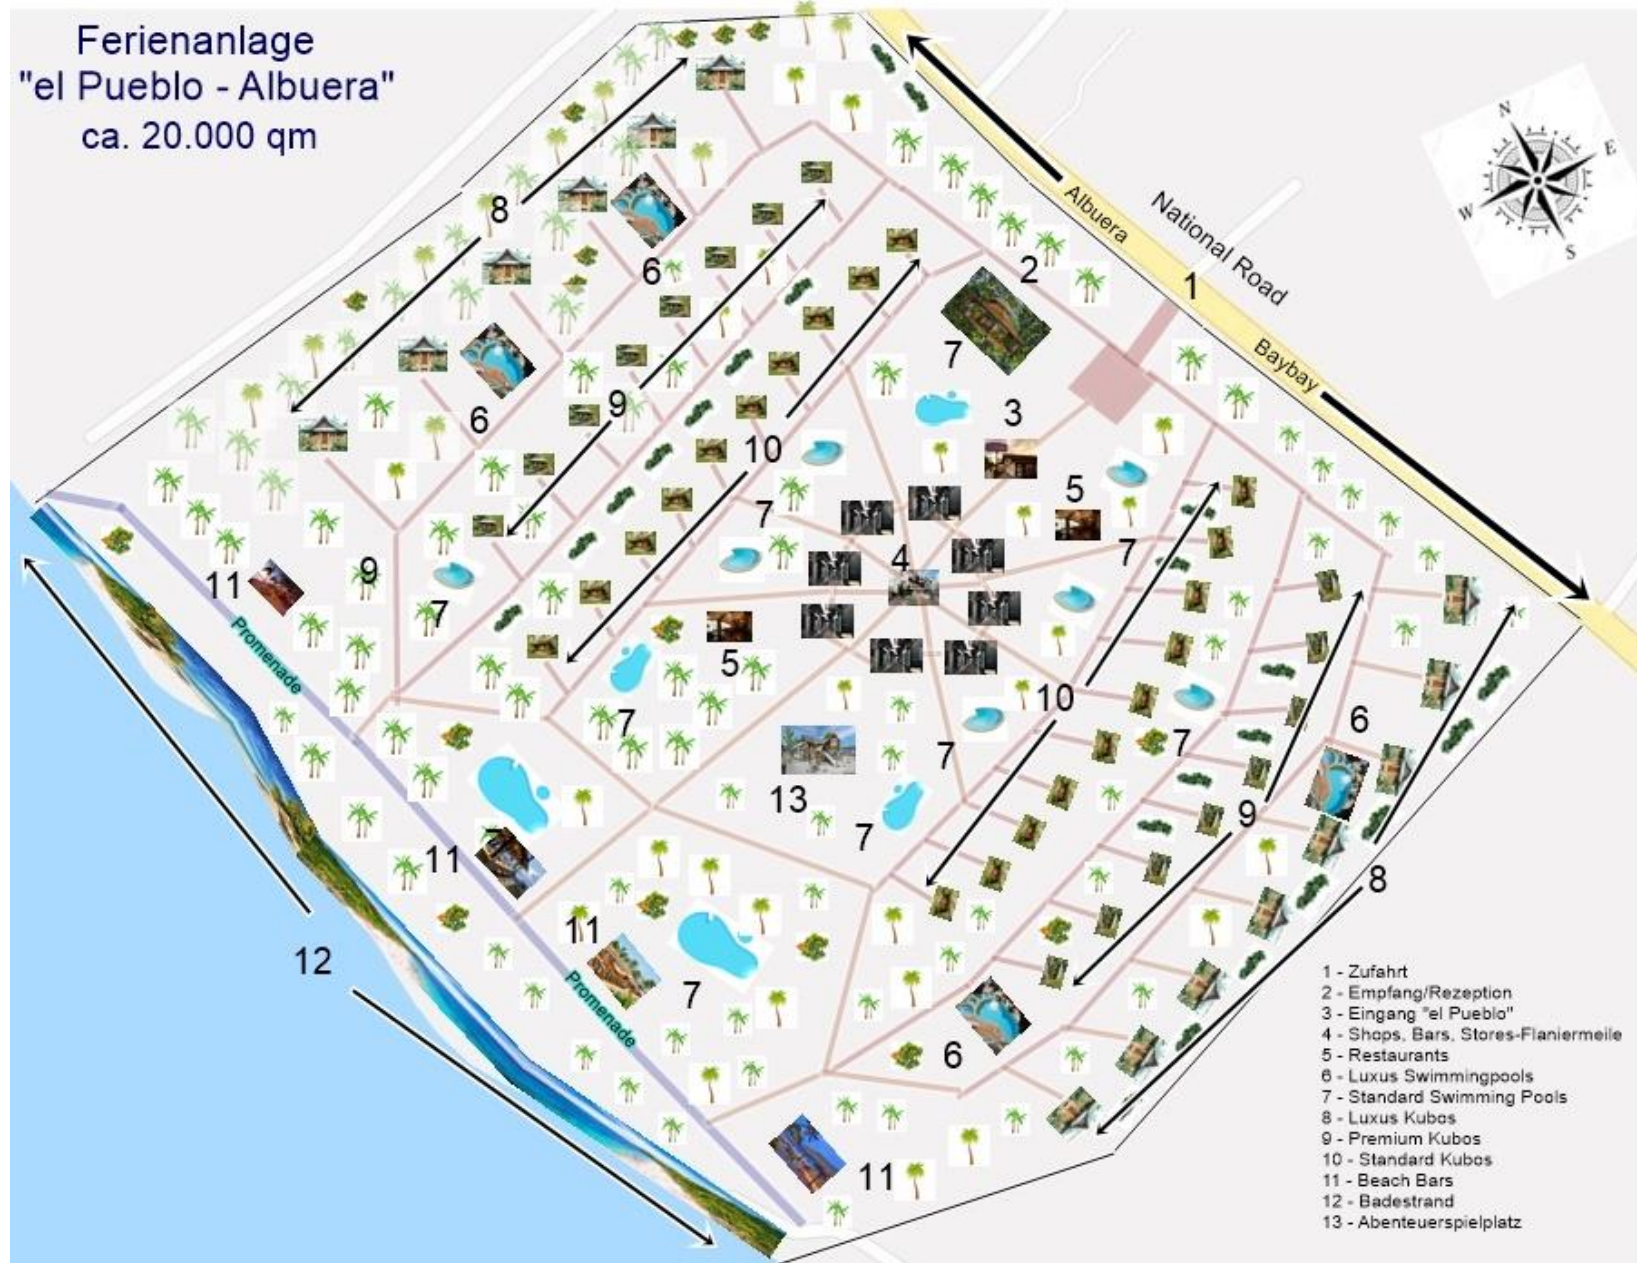 Ferienanlage
"el Pueblo - Albuera"
ca. 20.000 qm
N
E
W
S
Albuera
National Road
Baybay
1
2
8
6
7
3
6
9
10
5
7
7
4
11
9
7
5
7
10
6
7
7
13
7
9
11
8
11
7
12
6
11
Promenade
Promenade
1 - Zufahrt
2 - Empfang/Rezeption
3 - Eingang "el Pueblo"
4 - Shops, Bars, Stores-Flaniermeile
5 - Restaurants
6 - Luxus Swimmingpools
7 - Standard Swimming Pools
8 - Luxus Kubos
9 - Premium Kubos
10 - Standard Kubos
11 - Beach Bars
12 - Badestrand
13 - Abenteuerspielplatz